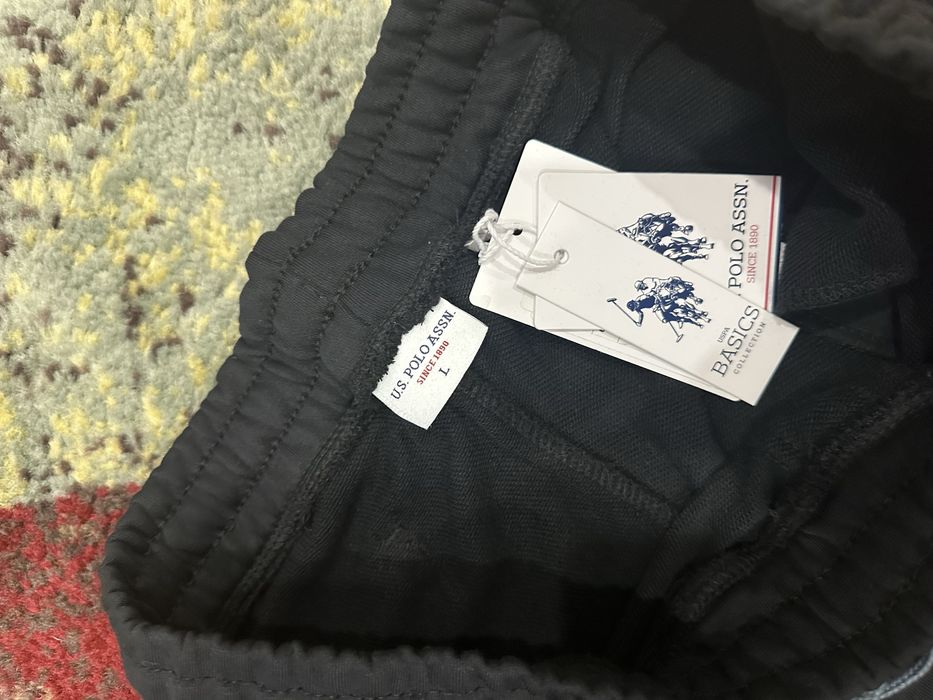 U.S. POLO ASSN.
SINCE 1890
L
POLO ASSN.
SINCE 1890
USPA
BASICS
COLLECTION